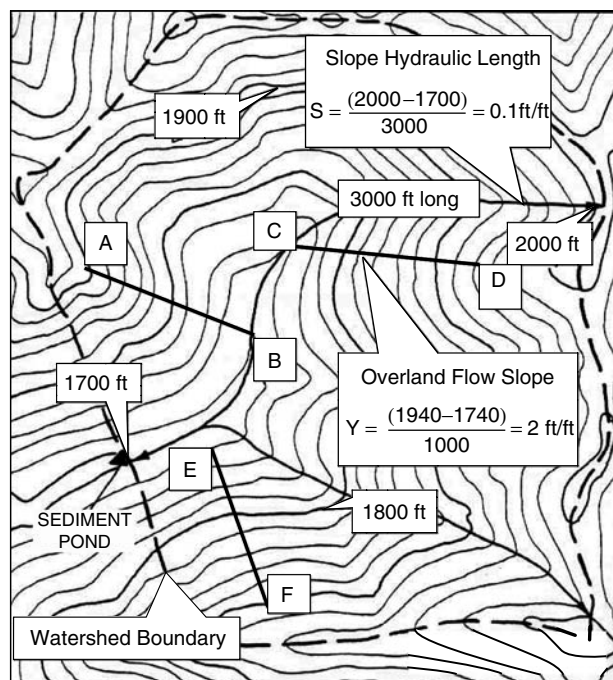 Slope Hydraulic Length
S = (2000–1700) / 3000 = 0.1ft/ft
1900 ft
3000 ft long
A
C
2000 ft
D
B
1700 ft
Overland Flow Slope
Y = (1940–1740) / 1000 = 2 ft/ft
E
SEDIMENT
POND
1800 ft
F
Watershed Boundary